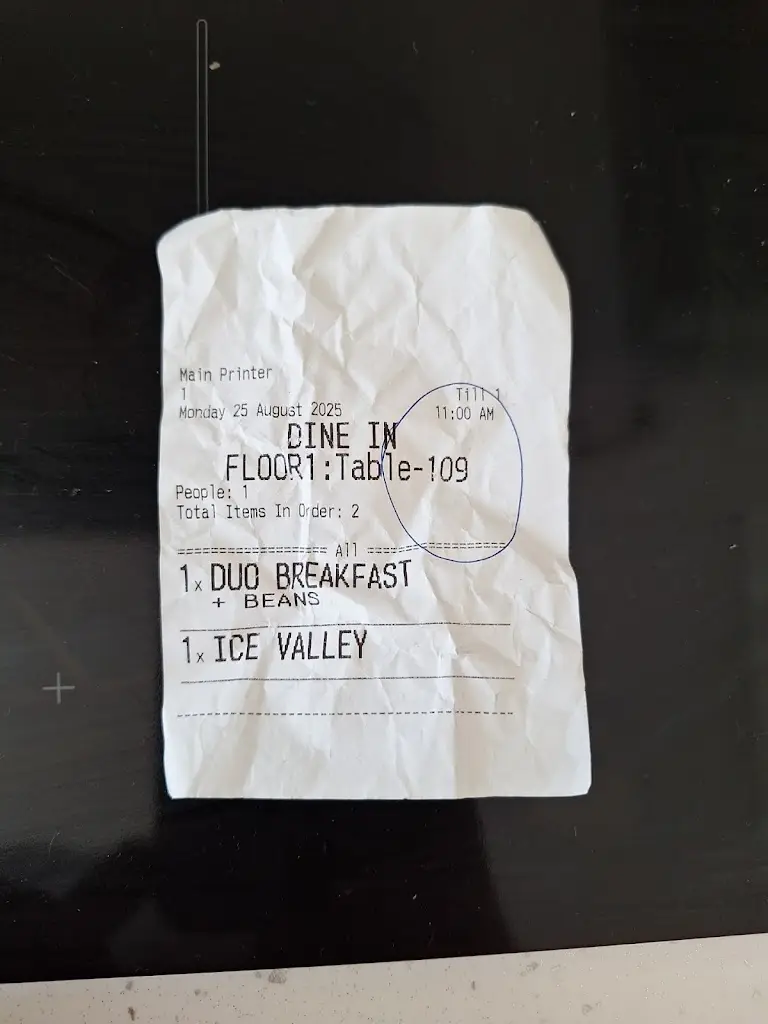 Main Printer
1 Till 1
Monday 25 August 2025 11:00 AM
DINE IN
FLOOR1:Table-109
People: 1
Total Items In Order: 2
=================== All ===================
1x DUO BREAKFAST
+ BEANS
1x ICE VALLEY